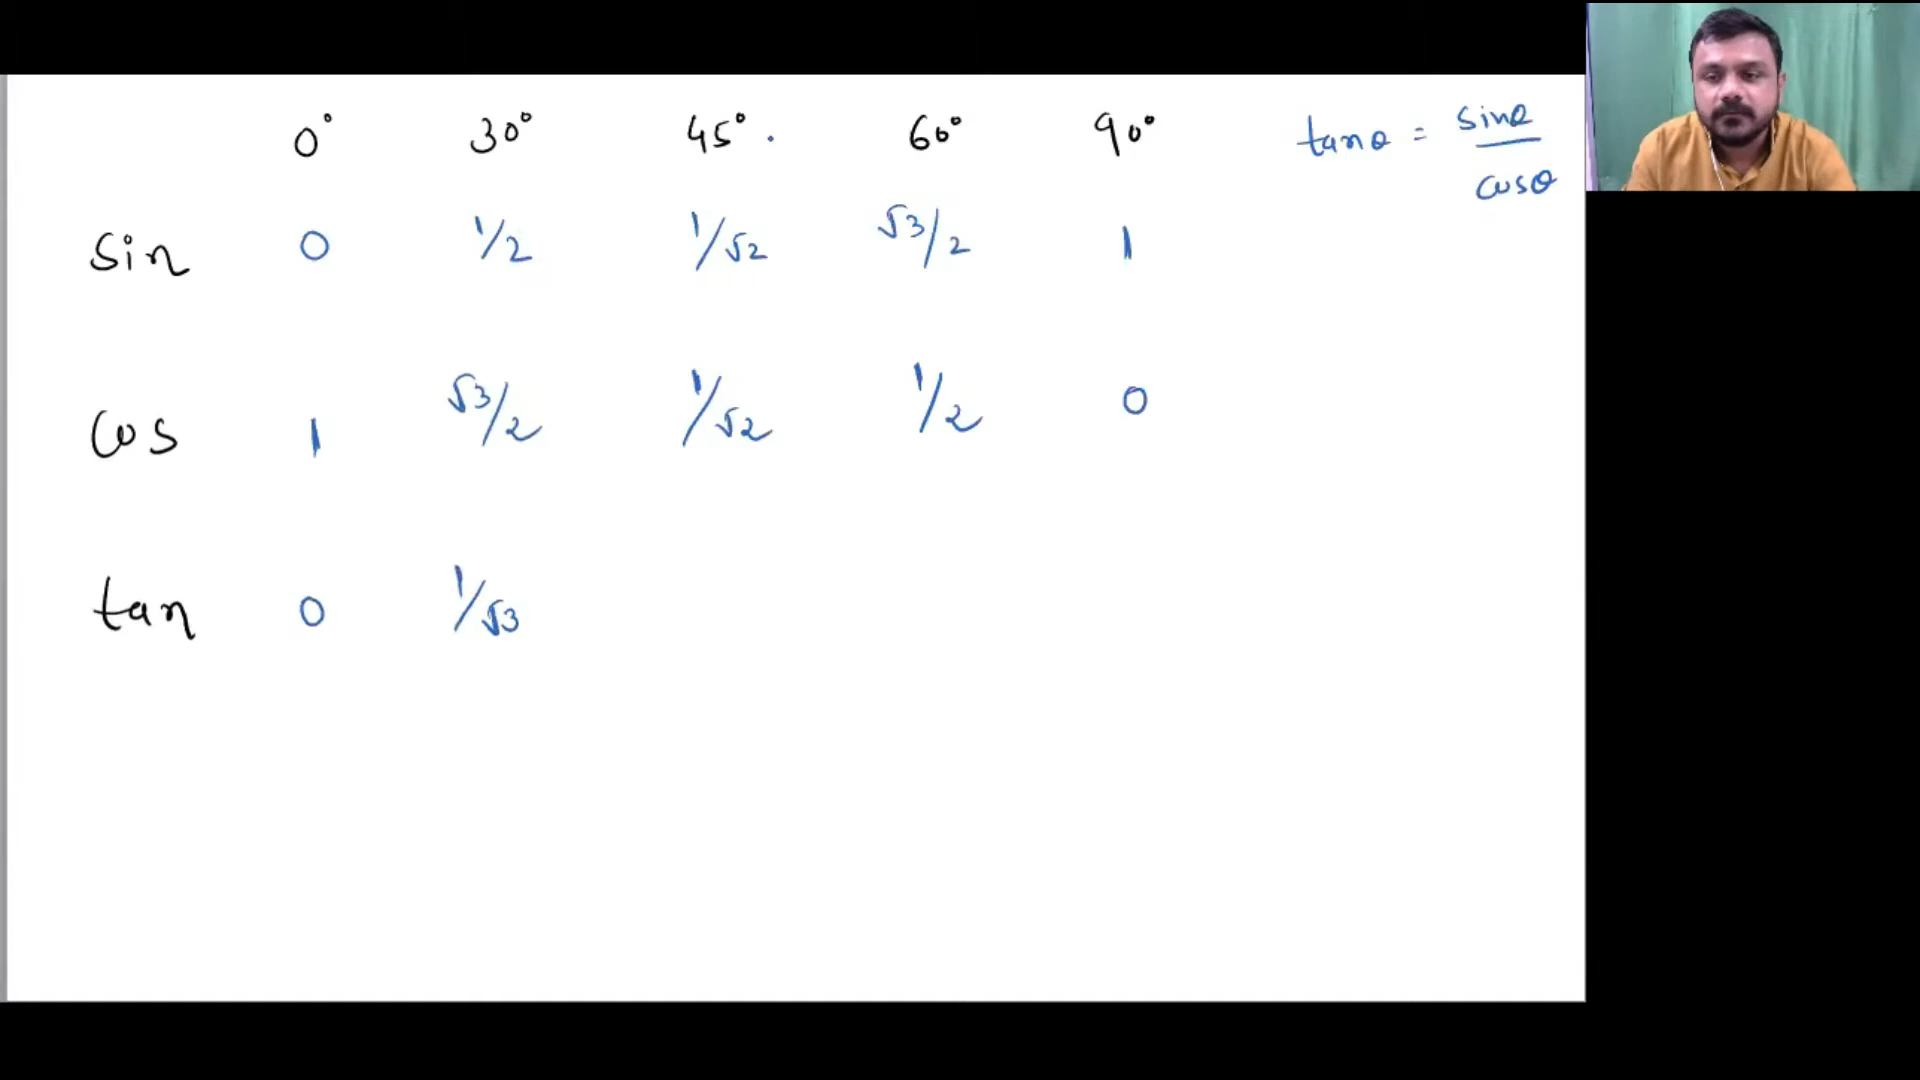 0° 30° 45° . 60° 90° tanθ = sinθ / cosθ
sin 0 1/2 1/√2 √3/2 1
cos 1 √3/2 1/√2 1/2 0
tan 0 1/√3